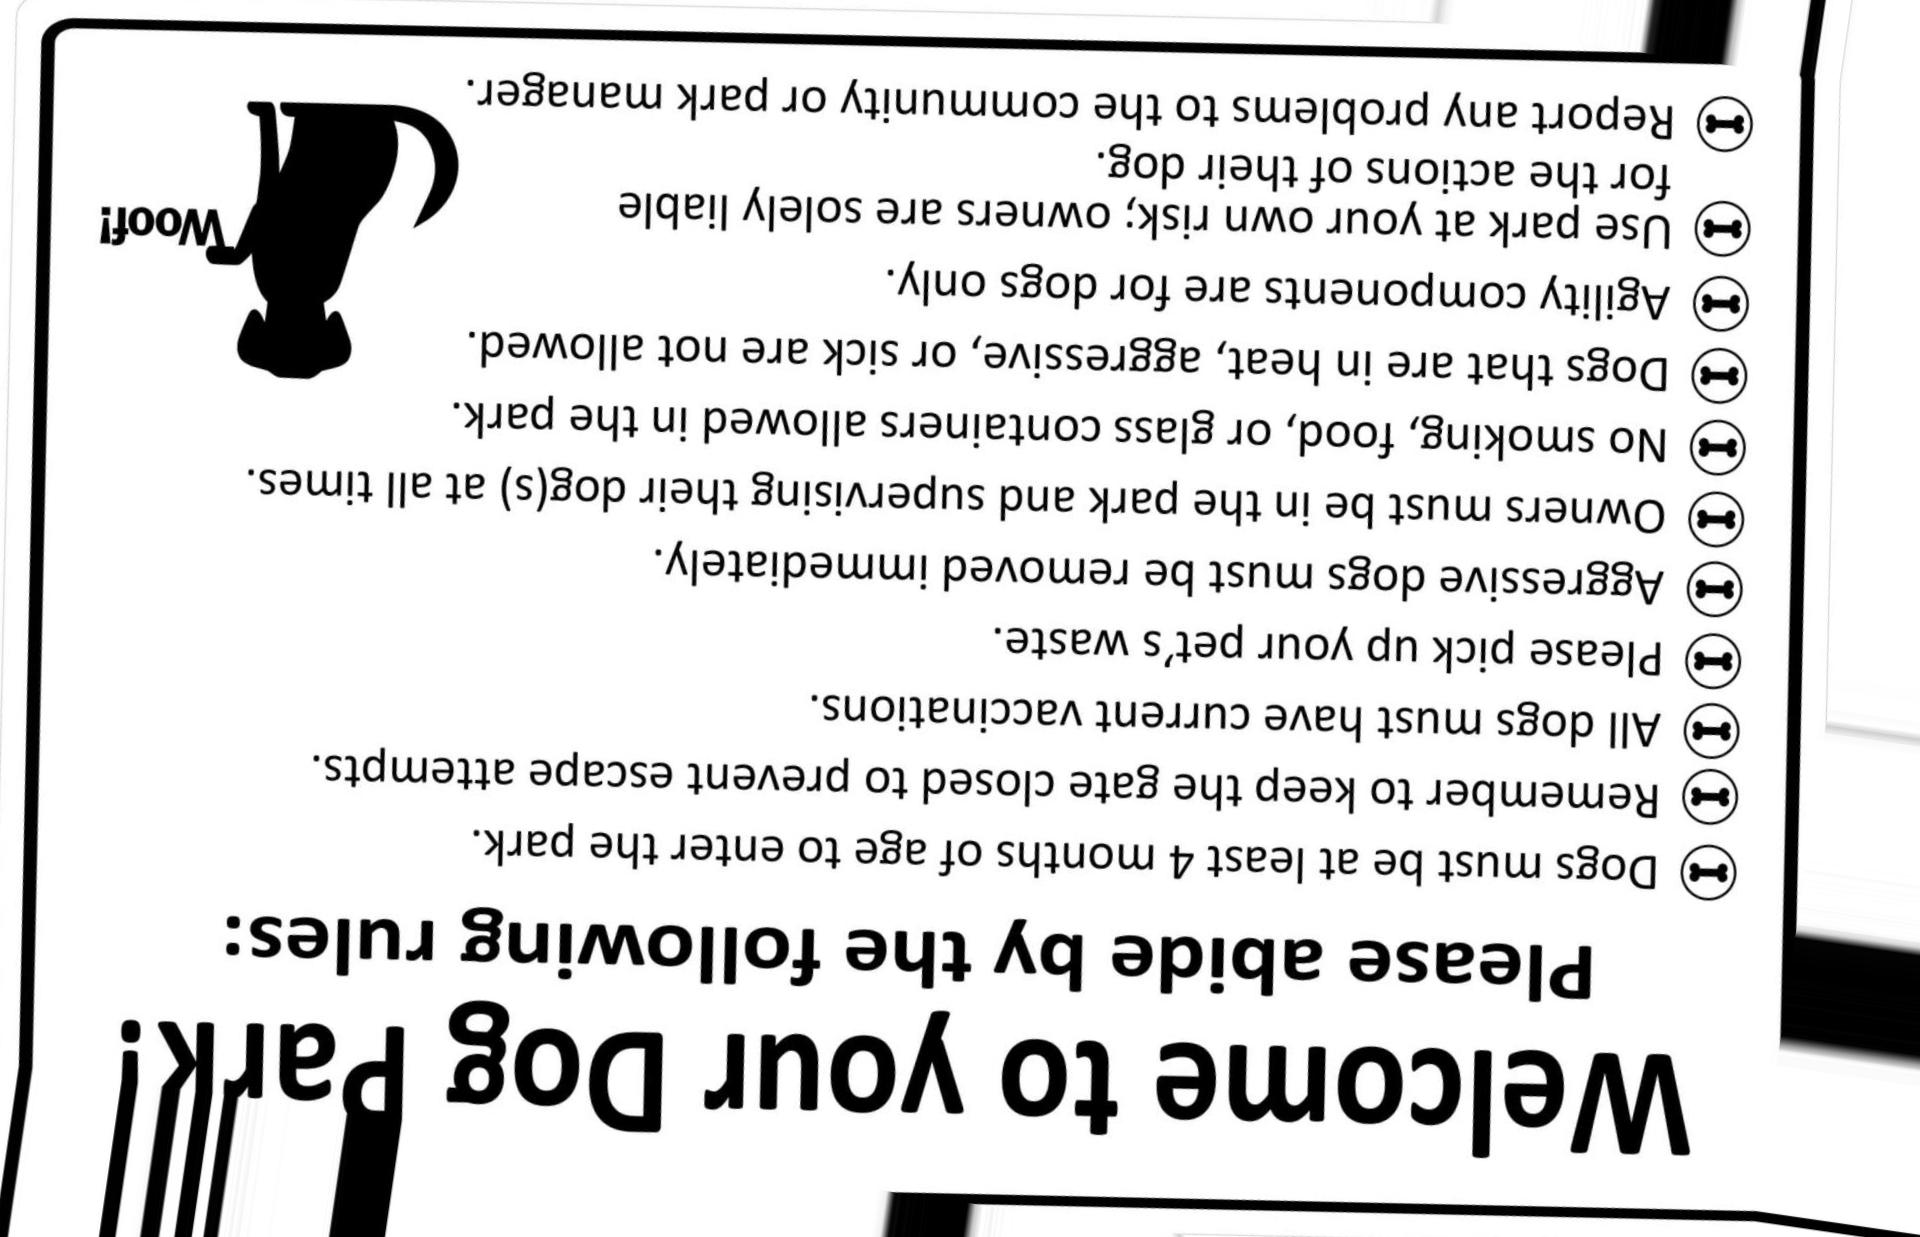 Welcome to your Dog Park!
Please abide by the following rules:
Dogs must be at least 4 months of age to enter the park.
Remember to keep the gate closed to prevent escape attempts.
All dogs must have current vaccinations.
Please pick up your pet's waste.
Aggressive dogs must be removed immediately.
Owners must be in the park and supervising their dog(s) at all times.
No smoking, food, or glass containers allowed in the park.
Dogs that are in heat, aggressive, or sick are not allowed.
Agility components are for dogs only.
Use park at your own risk; owners are solely liable
for the actions of their dog.
Report any problems to the community or park manager.
Woof!